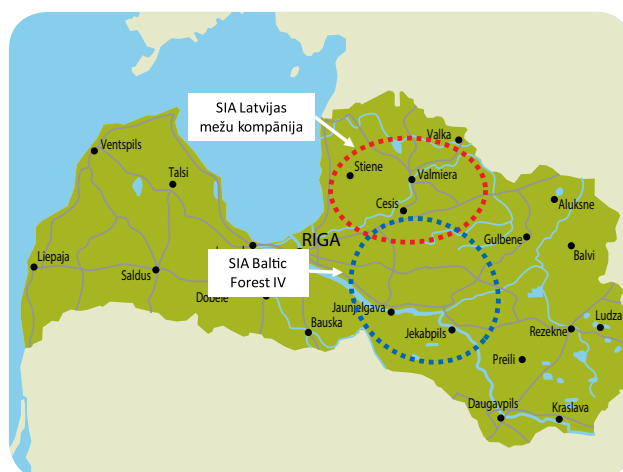 SIA Latvijas
mežu kompānija
Valka
Ventspils
Stiene
Valmiera
Talsi
Aluksne
Cesis
Gulbene
RIGA
Balvi
Liepaja
Saldus
SIA Baltic
Forest IV
Dobele
Jaunjelgava
Bauska
Jekabpils
Rezekne
Ludza
Preili
Daugavpils
Kraslava